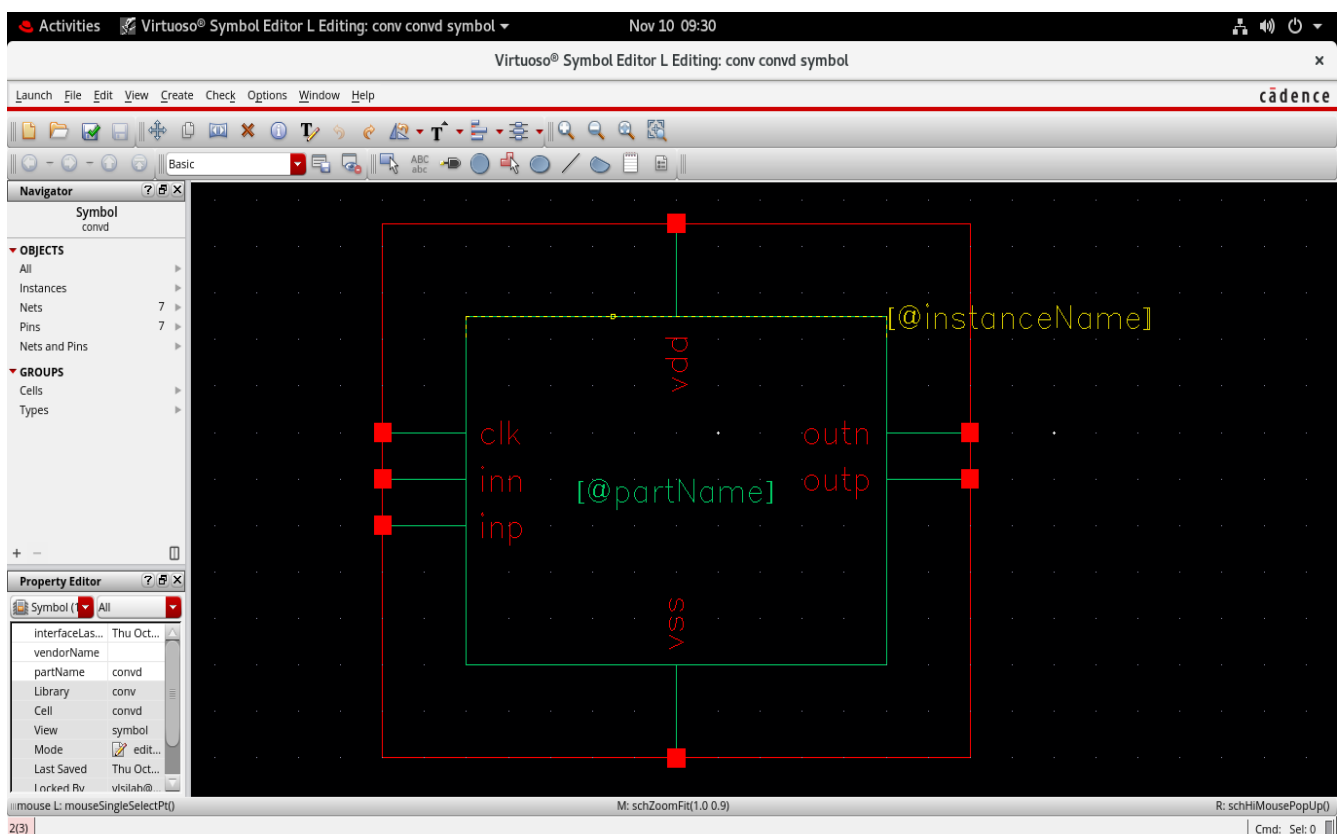 Activities Virtuoso® Symbol Editor L Editing: conv convd symbol Nov 10 09:30
Virtuoso® Symbol Editor L Editing: conv convd symbol ×
Launch File Edit View Create Check Options Window Help cādence
ABC
abc
Basic
Navigator
Symbol
convd
OBJECTS
All
Instances
Nets 7
Pins 7
Nets and Pins
GROUPS
Cells
Types
Property Editor
Symbol (1 All
interfaceLas... Thu Oct...
vendorName
partName convd
Library conv
Cell convd
View symbol
Mode edit...
Last Saved Thu Oct...
Locked By vlsilab@...
[@instanceName]
vdd
clk outn
inn [@partName] outp
inp
vss
mouse L: mouseSingleSelectPt() M: schZoomFit(1.0 0.9) R: schHiMousePopUp()
2(3) Cmd: Sel: 0